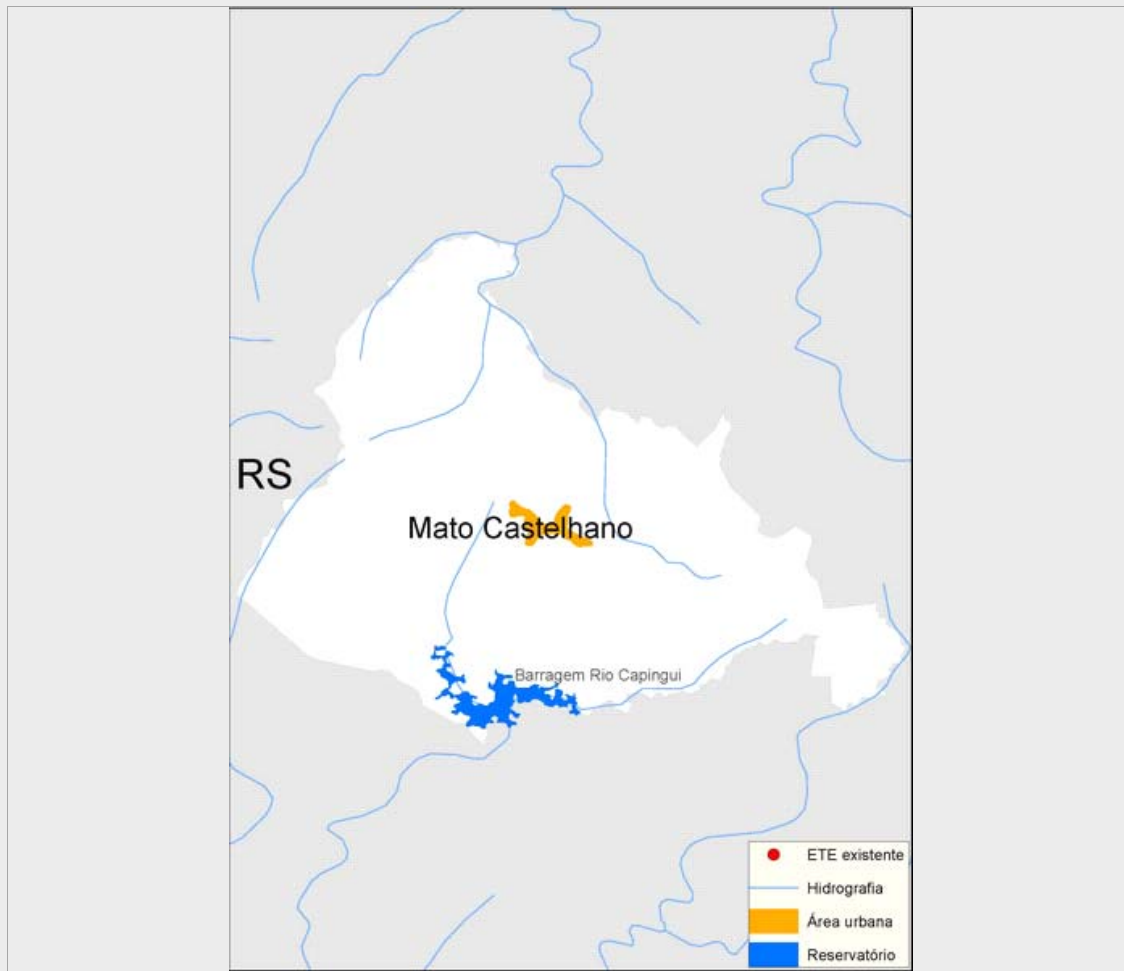 RS
Mato Castelhano
Barragem Rio Capingui
ETE existente
Hidrografia
Área urbana
Reservatório